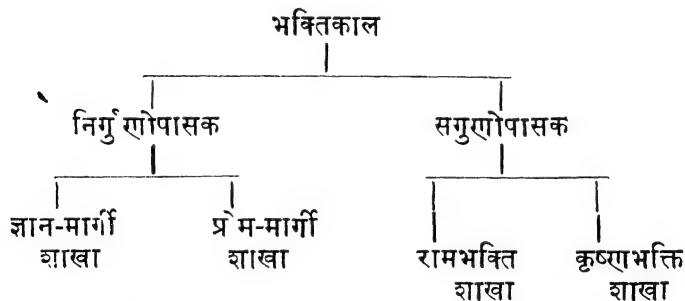 भक्तिकाल
निर्गुणोपासक सगुणोपासक
ज्ञान-मार्गी प्रेम-मार्गी
शाखा शाखा
रामभक्ति कृष्णभक्ति
शाखा शाखा